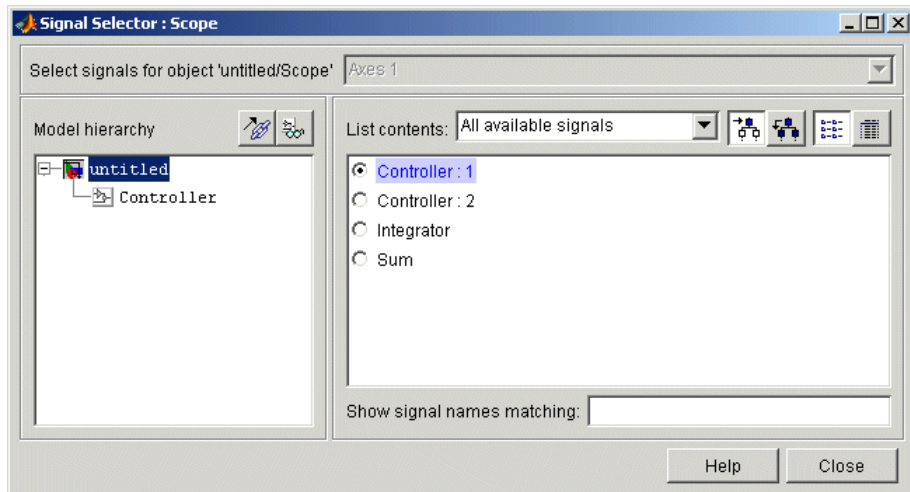 Signal Selector : Scope
Select signals for object 'untitled/Scope' Axes 1
Model hierarchy
untitled
Controller
List contents: All available signals
Controller : 1
Controller : 2
Integrator
Sum
Show signal names matching:
Help Close